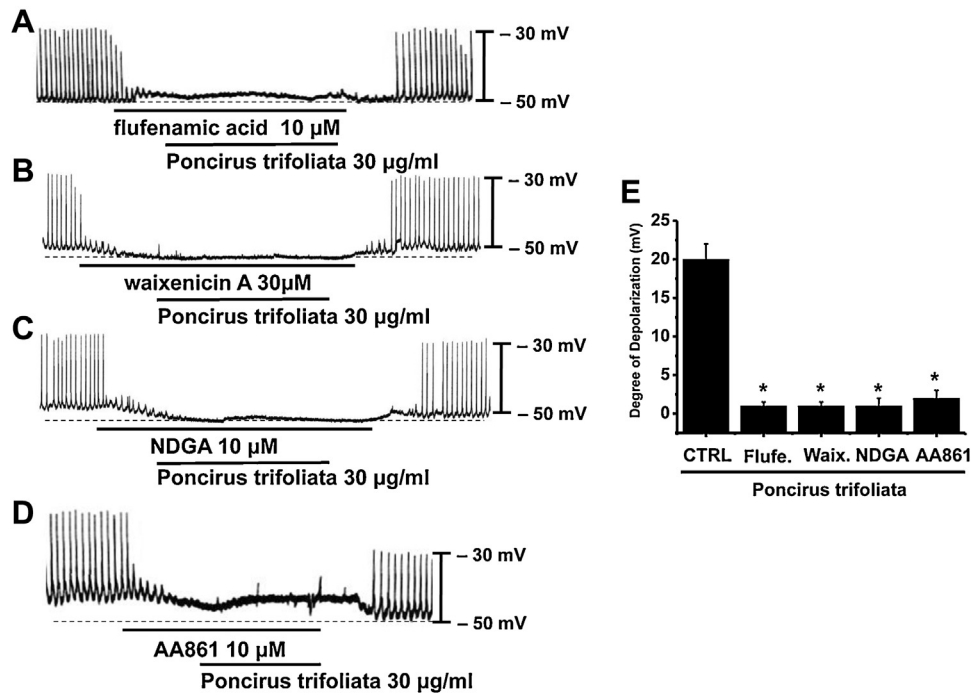 A
– 30 mV
– 50 mV
flufenamic acid 10 µM
Poncirus trifoliata 30 µg/ml
B
– 30 mV
– 50 mV
waixenicin A 30µM
Poncirus trifoliata 30 µg/ml
C
– 30 mV
– 50 mV
NDGA 10 µM
Poncirus trifoliata 30 µg/ml
D
– 30 mV
– 50 mV
AA861 10 µM
Poncirus trifoliata 30 µg/ml
E
Degree of Depolarization (mV)
25
20
15
10
5
0
* * * *
CTRL Flufe. Waix. NDGA AA861
Poncirus trifoliata